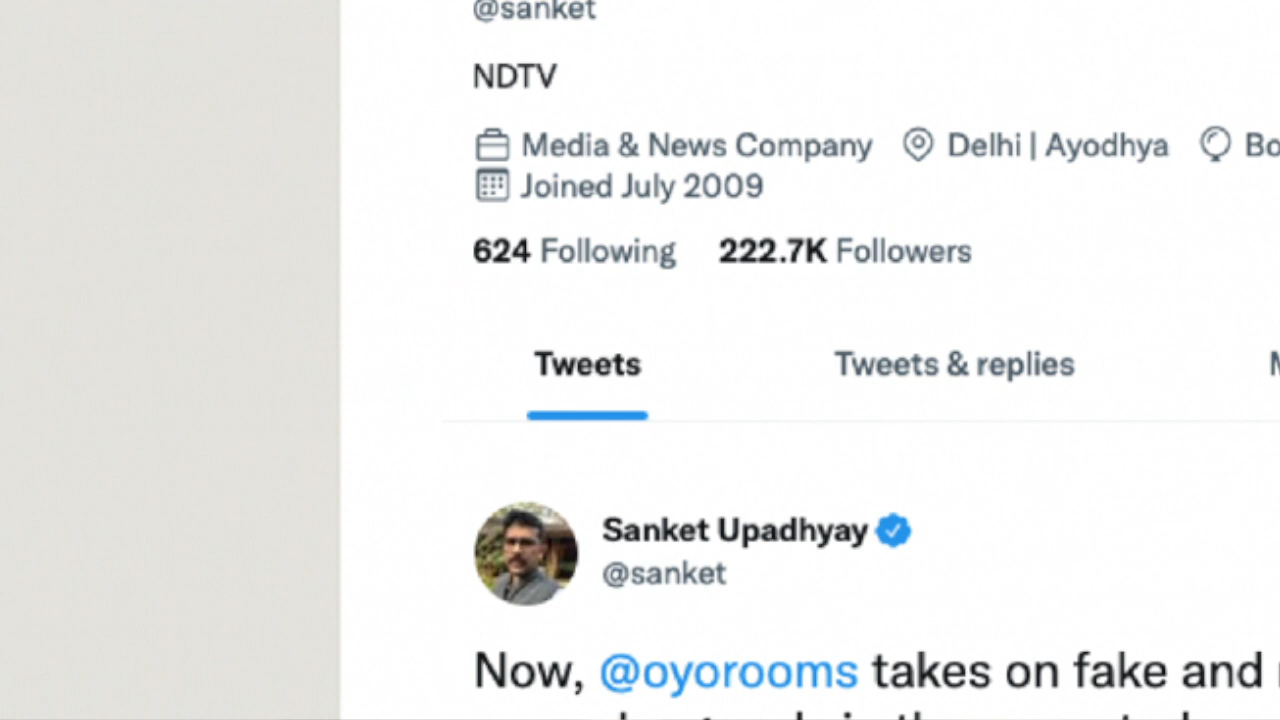 @sanket
NDTV
Media & News Company Delhi | Ayodhya Bo
Joined July 2009
624 Following 222.7K Followers
Tweets Tweets & replies
Sanket Upadhyay
@sanket
Now, @oyorooms takes on fake and